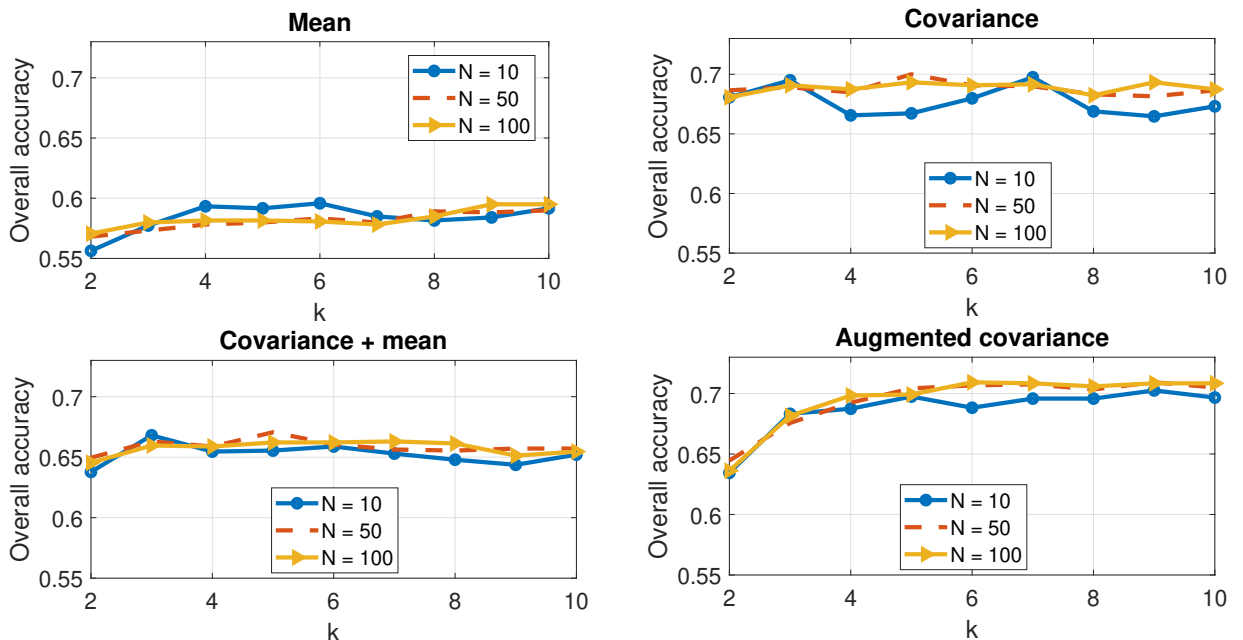 Mean
Overall accuracy
0.7
0.65
0.6
0.55
2 4 6 8 10
k
N = 10
N = 50
N = 100
Covariance
Overall accuracy
0.7
0.65
0.6
0.55
2 4 6 8 10
k
N = 10
N = 50
N = 100
Covariance + mean
Overall accuracy
0.7
0.65
0.6
0.55
2 4 6 8 10
k
N = 10
N = 50
N = 100
Augmented covariance
Overall accuracy
0.7
0.65
0.6
0.55
2 4 6 8 10
k
N = 10
N = 50
N = 100